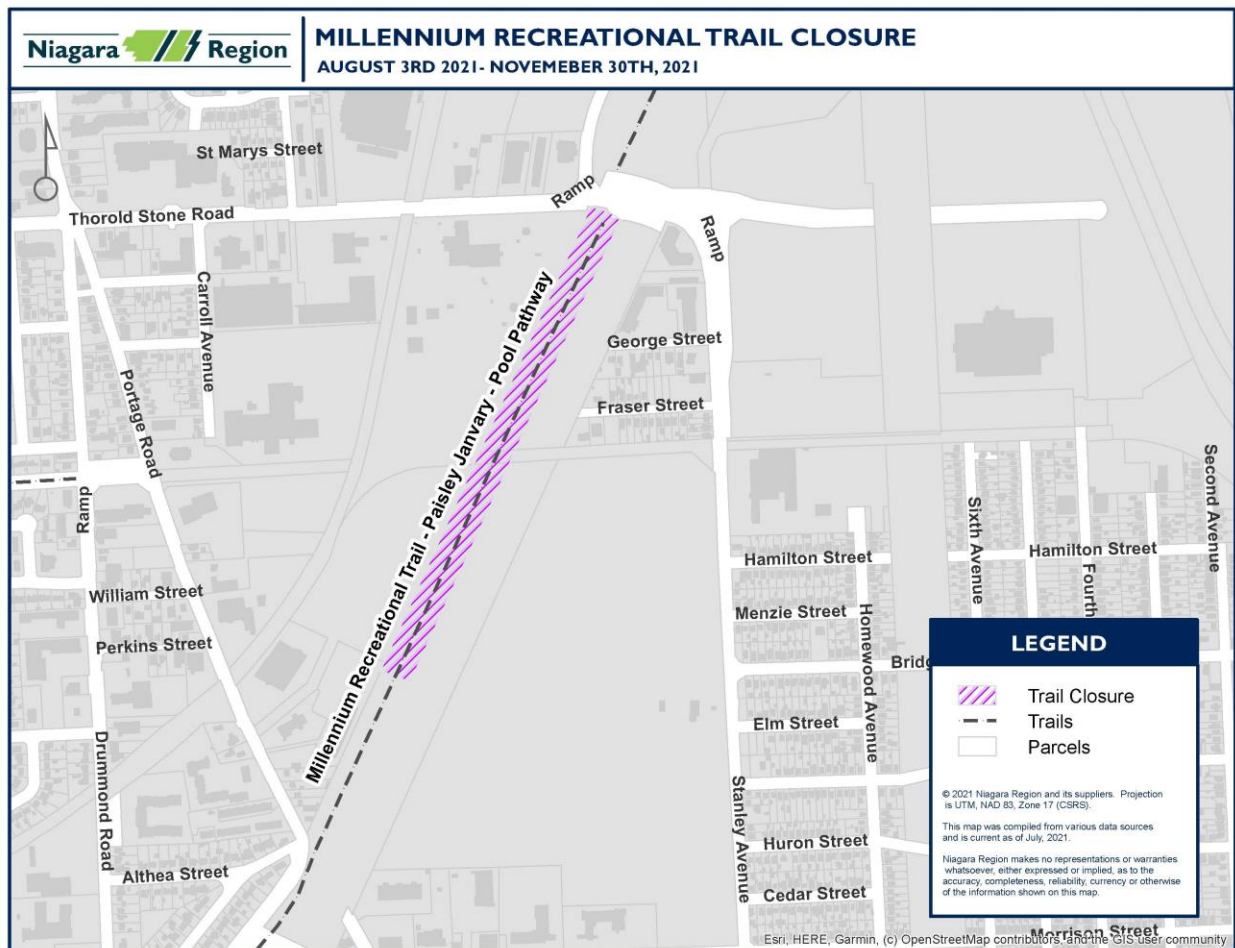 Niagara Region
MILLENNIUM RECREATIONAL TRAIL CLOSURE
AUGUST 3RD 2021- NOVEMEBER 30TH, 2021
St Marys Street
Ramp
Thorold Stone Road
Ramp
Carroll Avenue
Millennium Recreational Trail - Paisley Janvary - Pool Pathway
George Street
Portage Road
Fraser Street
Second Avenue
Ramp
Sixth Avenue
Hamilton Street
Hamilton Street
Fourth
William Street
Menzie Street
Homewood Avenue
Perkins Street
Bridg
Elm Street
Drummond Road
Stanley Avenue
Huron Street
Althea Street
Cedar Street
Morrison Street
LEGEND
Trail Closure
Trails
Parcels
© 2021 Niagara Region and its suppliers. Projection
is UTM, NAD 83, Zone 17 (CSRS).
This map was compiled from various data sources
and is current as of July, 2021.
Niagara Region makes no representations or warranties
whatsoever, either expressed or implied, as to the
accuracy, completeness, reliability, currency or otherwise
of the information shown on this map.
Esri, HERE, Garmin, (c) OpenStreetMap contributors, and the GIS user community